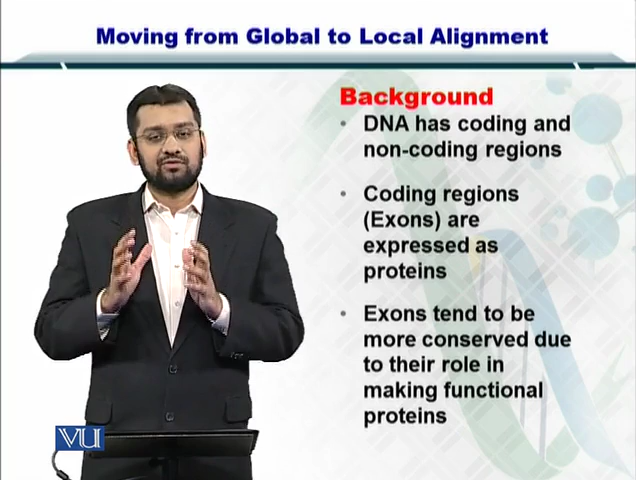 Moving from Global to Local Alignment
Background
• DNA has coding and
non-coding regions
• Coding regions
(Exons) are
expressed as
proteins
• Exons tend to be
more conserved due
to their role in
making functional
proteins
VU